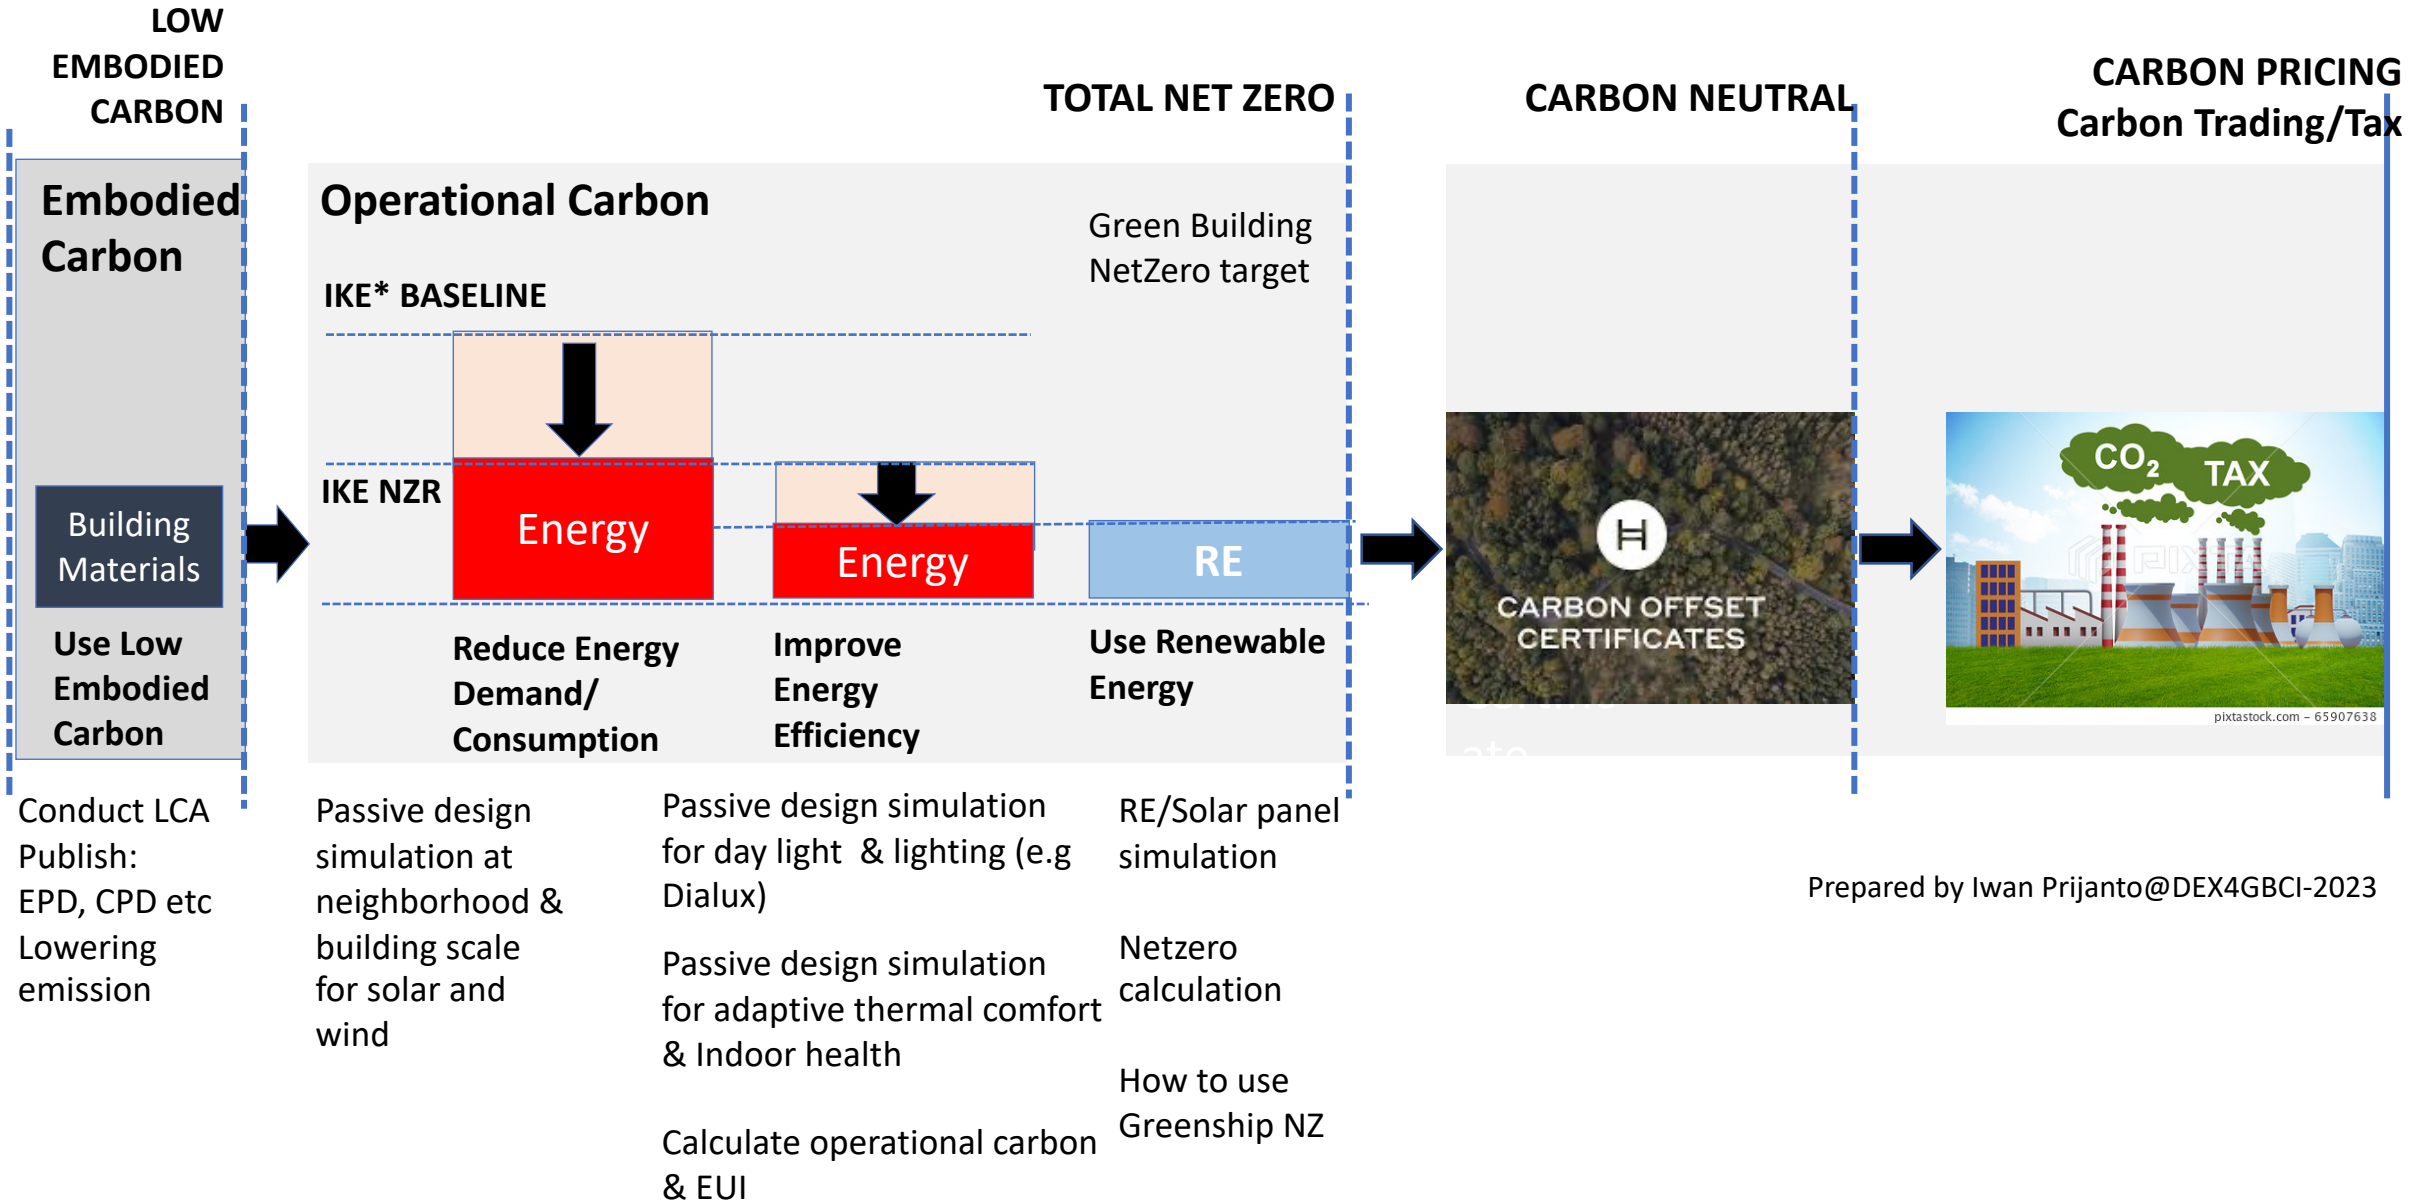 LOW
EMBODIED
CARBON
TOTAL NET ZERO
CARBON NEUTRAL
CARBON PRICING
Carbon Trading/Tax
Embodied
Carbon
Building
Materials
Use Low
Embodied
Carbon
Operational Carbon
Green Building
NetZero target
IKE* BASELINE
IKE NZR
Energy
Energy
RE
Reduce Energy
Demand/
Consumption
Improve
Energy
Efficiency
Use Renewable
Energy
H
CARBON OFFSET
CERTIFICATES
ate
CO₂
TAX
PIXTA
pixtastock.com – 65907638
Conduct LCA
Publish:
EPD, CPD etc
Lowering
emission
Passive design
simulation at
neighborhood &
building scale
for solar and
wind
Passive design simulation
for day light & lighting (e.g
Dialux)
Passive design simulation
for adaptive thermal comfort
& Indoor health
Calculate operational carbon
& EUI
RE/Solar panel
simulation
Netzero
calculation
How to use
Greenship NZ
Prepared by Iwan Prijanto@DEX4GBCI-2023